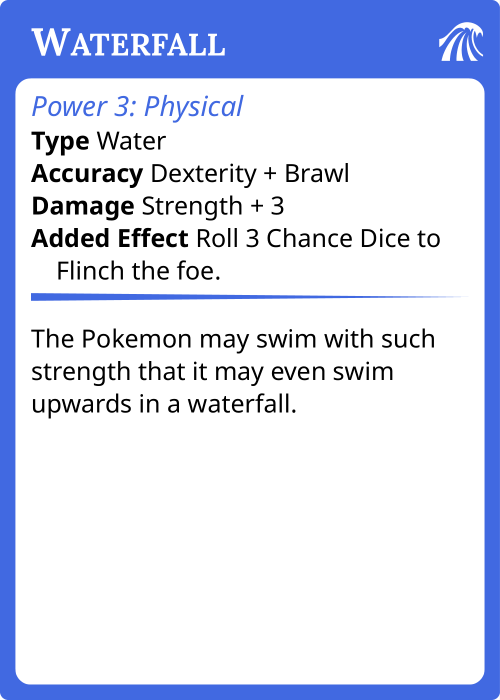 WATERFALL
Power 3: Physical
Type Water
Accuracy Dexterity + Brawl
Damage Strength + 3
Added Effect Roll 3 Chance Dice to
Flinch the foe.
The Pokemon may swim with such
strength that it may even swim
upwards in a waterfall.